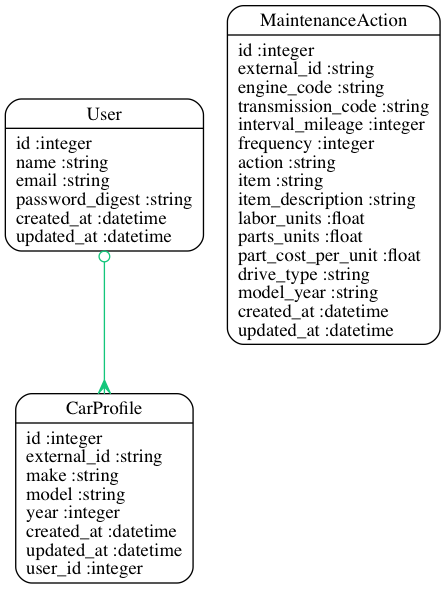 User
id :integer
name :string
email :string
password_digest :string
created_at :datetime
updated_at :datetime
MaintenanceAction
id :integer
external_id :string
engine_code :string
transmission_code :string
interval_mileage :integer
frequency :integer
action :string
item :string
item_description :string
labor_units :float
parts_units :float
part_cost_per_unit :float
drive_type :string
model_year :string
created_at :datetime
updated_at :datetime
CarProfile
id :integer
external_id :string
make :string
model :string
year :integer
created_at :datetime
updated_at :datetime
user_id :integer